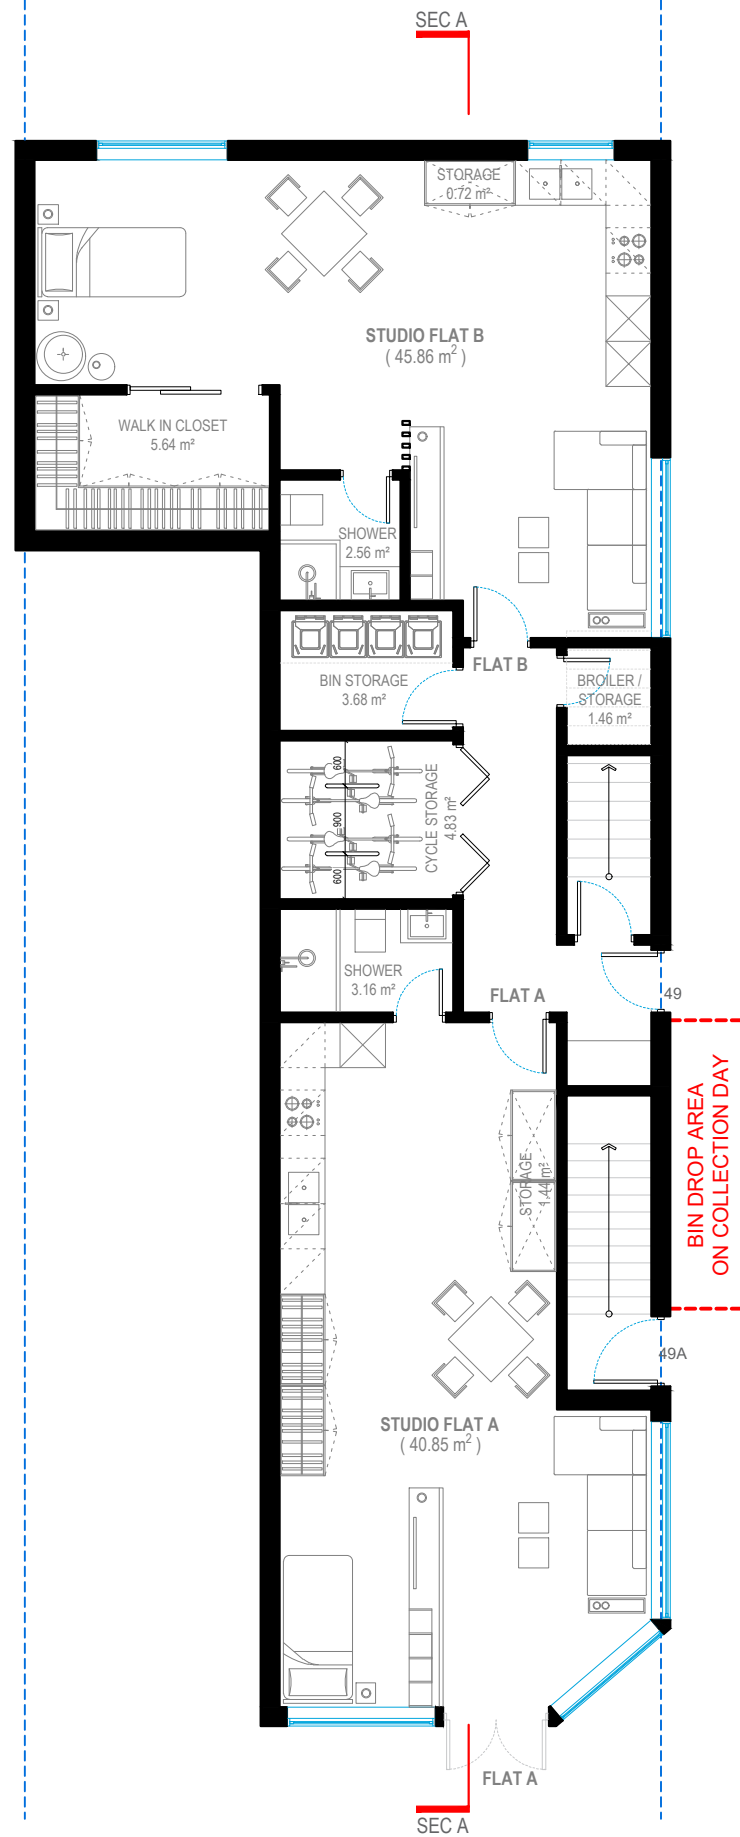 SEC A
STORAGE
0.72 m²
STUDIO FLAT B
( 45.86 m² )
WALK IN CLOSET
5.64 m²
SHOWER
2.56 m²
FLAT B
BIN STORAGE
3.68 m²
BROILER /
STORAGE
1.46 m²
600
900
600
CYCLE STORAGE
4.83 m²
SHOWER
3.16 m²
FLAT A
49
BIN DROP AREA
ON COLLECTION DAY
STORAGE
1.44 m²
49A
STUDIO FLAT A
( 40.85 m² )
FLAT A
SEC A